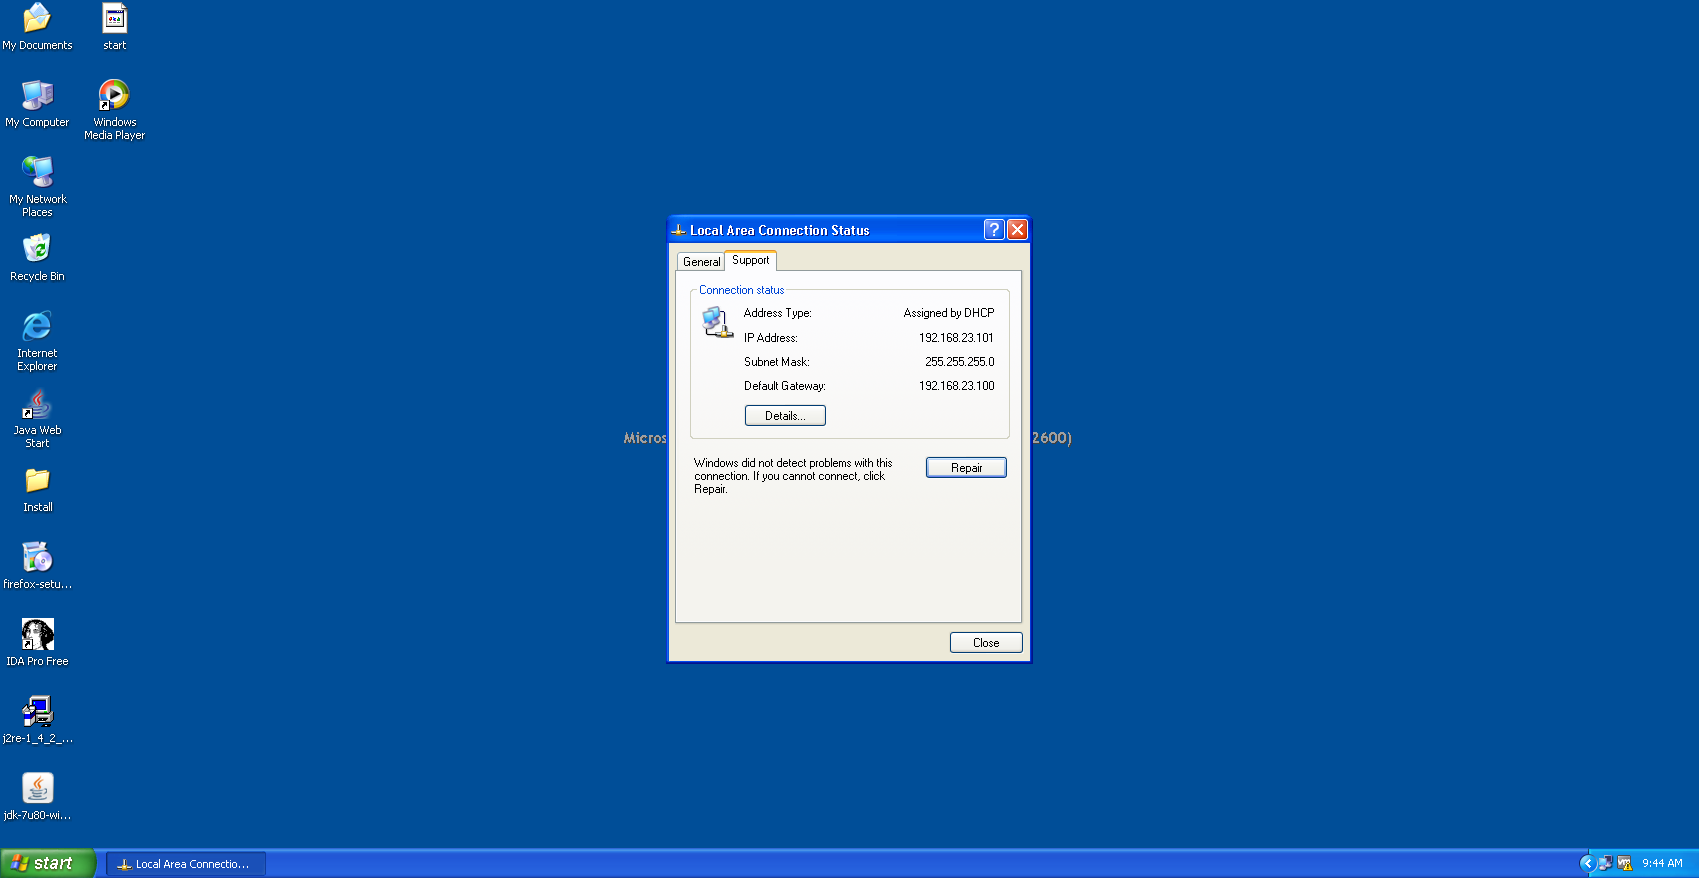 My Documents
start
My Computer
Windows
Media Player
My Network
Places
Recycle Bin
Internet
Explorer
Java Web
Start
Install
firefox-setu...
IDA Pro Free
j2re-1_4_2_...
jdk-7u80-wi...
Local Area Connection Status
General
Support
Connection status
Address Type: Assigned by DHCP
IP Address: 192.168.23.101
Subnet Mask: 255.255.255.0
Default Gateway: 192.168.23.100
Details...
Micros 2600)
Windows did not detect problems with this
connection. If you cannot connect, click
Repair.
Repair
Close
start
Local Area Connectio...
9:44 AM